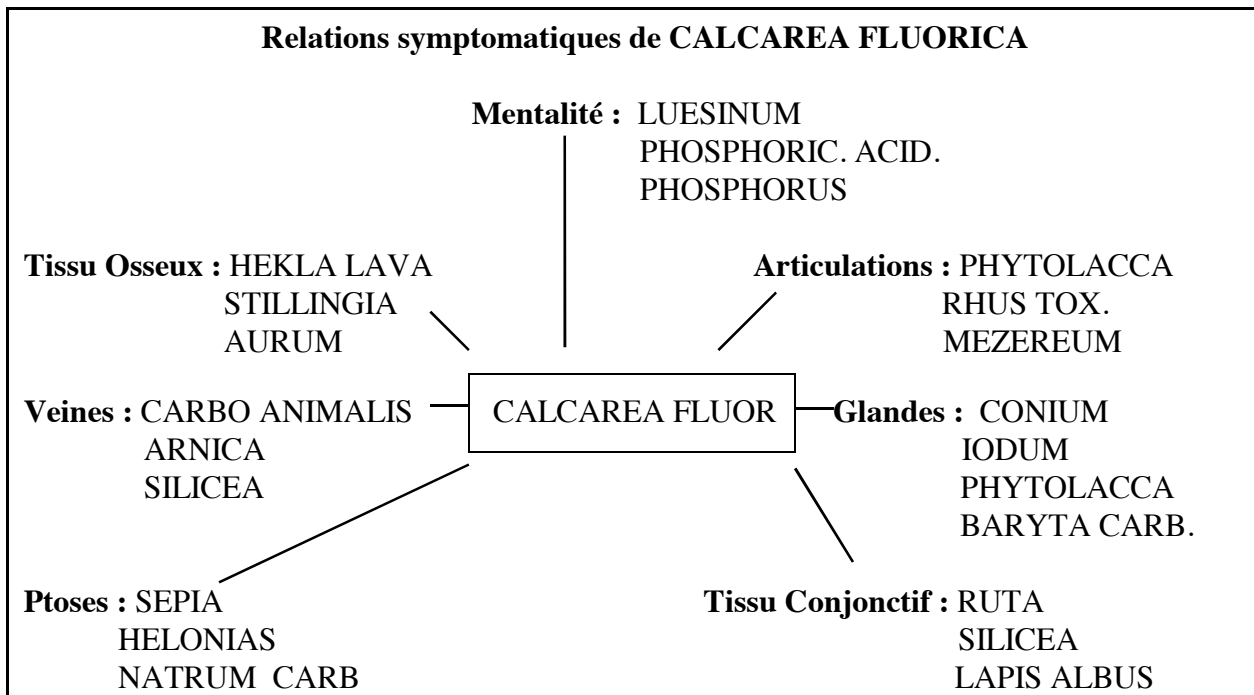 Relations symptomatiques de CALCAREA FLUORICA
Mentalité : LUESINUM
PHOSPHORIC. ACID.
PHOSPHORUS
Tissu Osseux : HEKLA LAVA
STILLINGIA
AURUM
Articulations : PHYTOLACCA
RHUS TOX.
MEZEREUM
Veines : CARBO ANIMALIS
ARNICA
SILICEA
CALCAREA FLUOR
Glandes : CONIUM
IODUM
PHYTOLACCA
BARYTA CARB.
Ptoses : SEPIA
HELONIAS
NATRUM CARB
Tissu Conjonctif : RUTA
SILICEA
LAPIS ALBUS